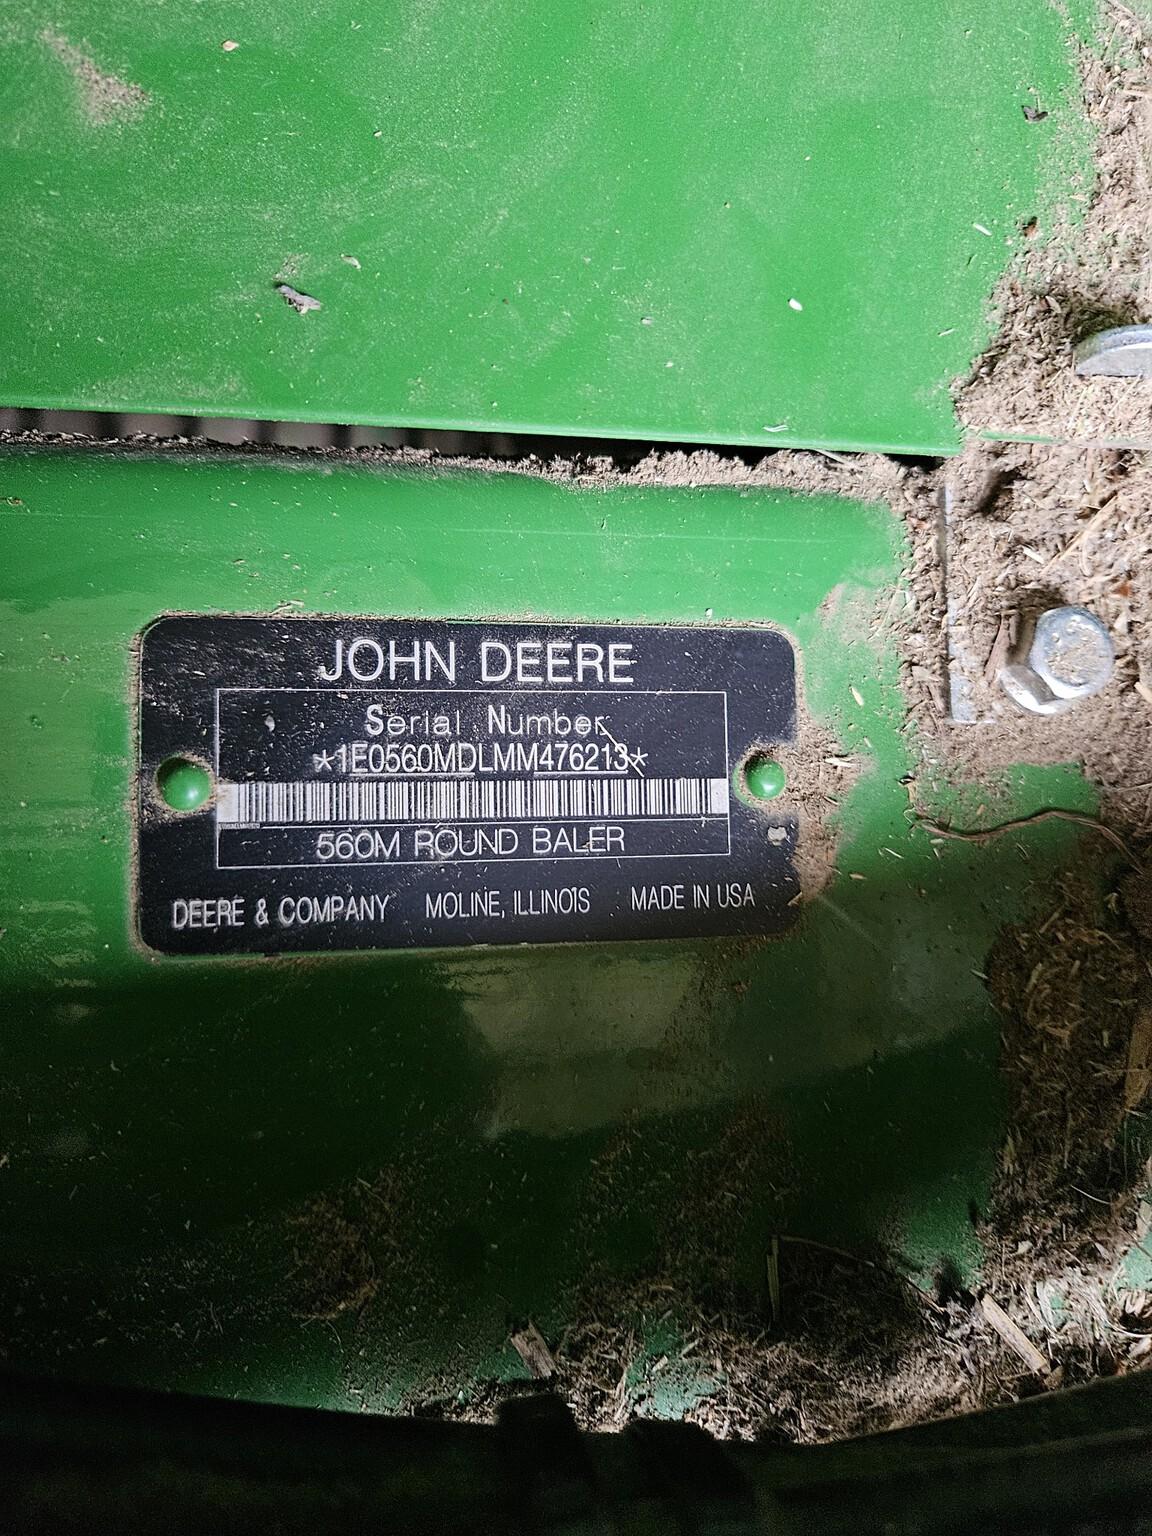 JOHN DEERE
Serial Number
*1E0560MDLMM476213*
560M ROUND BALER
DEERE & COMPANY MOLINE, ILLINOIS MADE IN USA